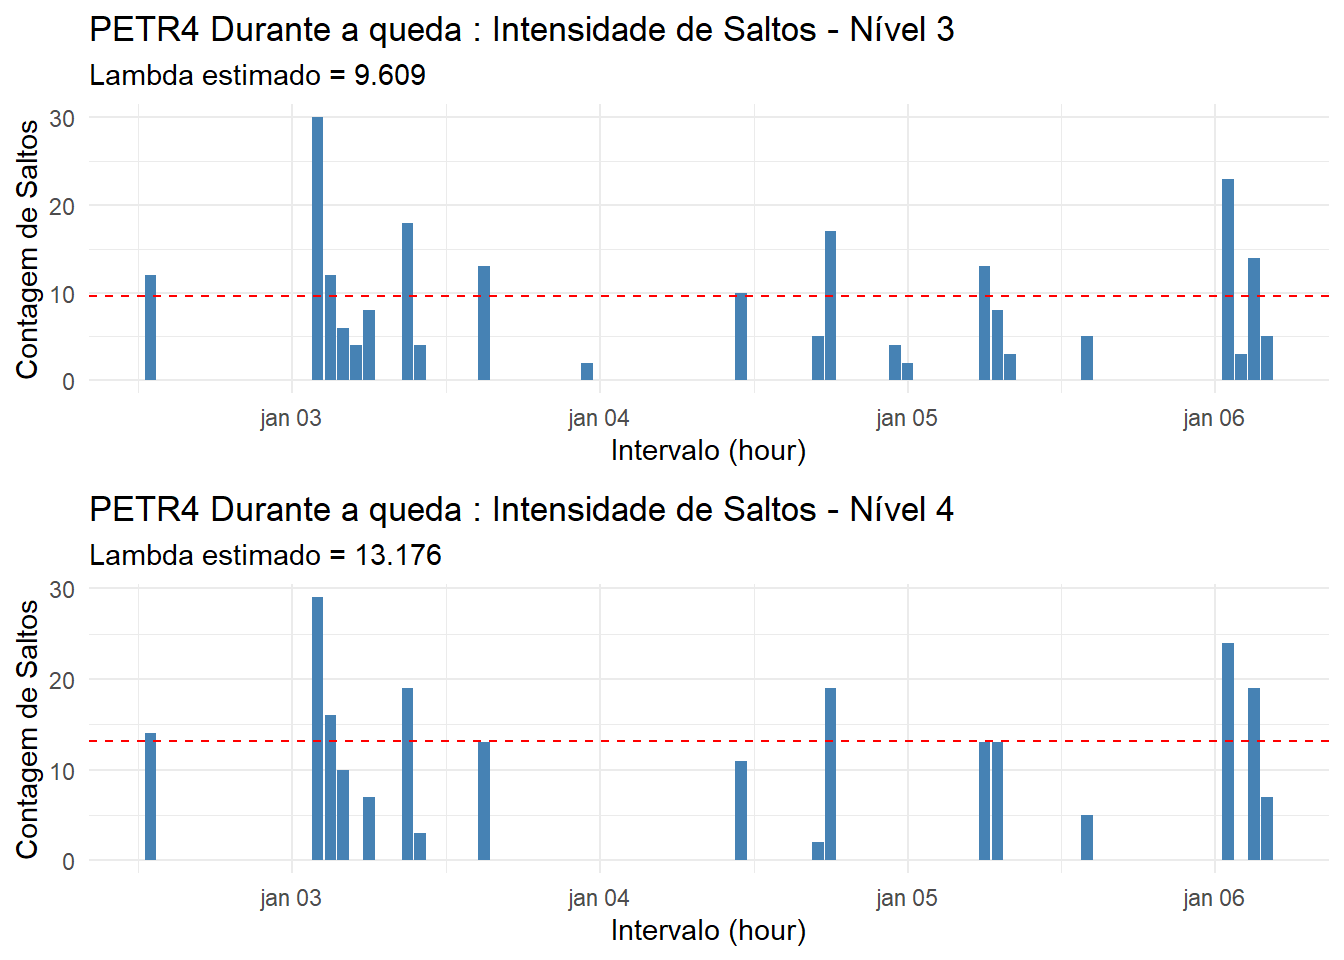 PETR4 Durante a queda : Intensidade de Saltos - Nível 3
Lambda estimado = 9.609
Contagem de Saltos
30
20
10
0
jan 03
jan 04
jan 05
jan 06
Intervalo (hour)
PETR4 Durante a queda : Intensidade de Saltos - Nível 4
Lambda estimado = 13.176
Contagem de Saltos
30
20
10
0
jan 03
jan 04
jan 05
jan 06
Intervalo (hour)